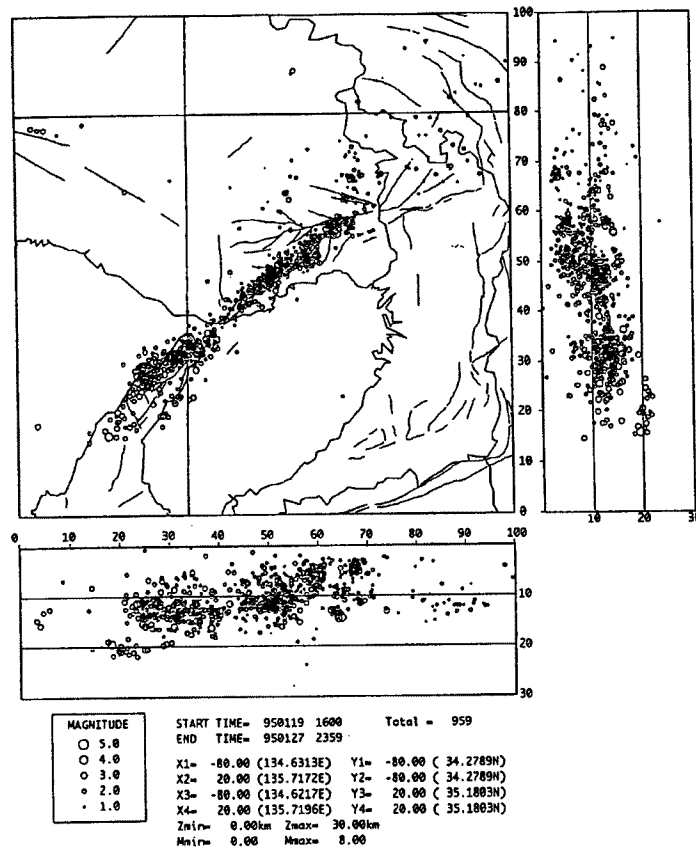 100
90
80
70
60
50
40
30
20
10
0
10 20 30
0 10 20 30 40 50 60 70 80 90 100
10
20
30
MAGNITUDE
5.0
4.0
3.0
2.0
1.0
START TIME= 950119 1600 Total = 959
END TIME= 950127 2359
X1= -80.00 (134.6313E) Y1= -80.00 ( 34.2789N)
X2= 20.00 (135.7172E) Y2= -80.00 ( 34.2789N)
X3= -80.00 (134.6217E) Y3= 20.00 ( 35.1803N)
X4= 20.00 (135.7196E) Y4= 20.00 ( 35.1803N)
Zmin= 0.00km Zmax= 30.00km
Mmin= 0.00 Mmax= 8.00